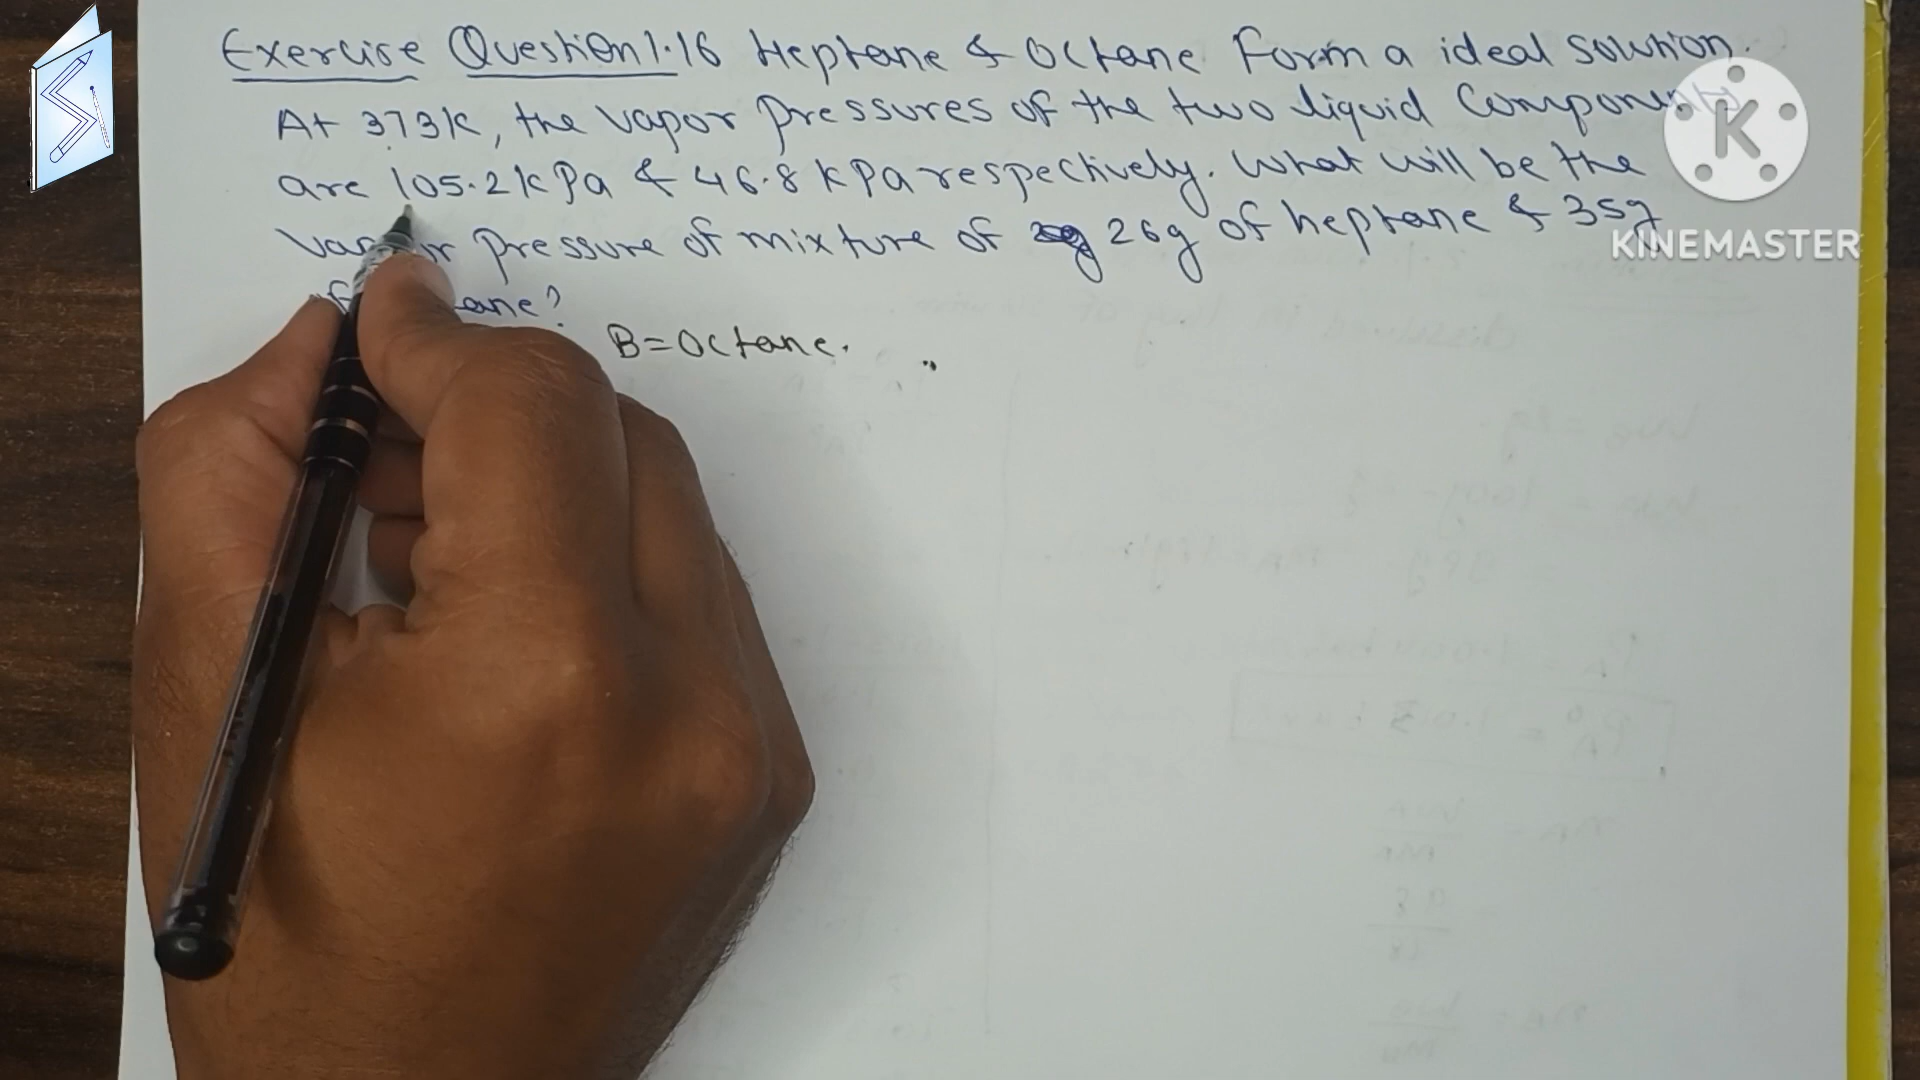 Exercise Question 1.16 Heptane & Octane Form a ideal solution.
At 373K, the vapor pressures of the two liquid
are 105.2 kPa & 46.8 kPa respectively. What will be the
pressure of mixture of 26g of heptane & 35g
B = Octane.
K
KINEMASTER